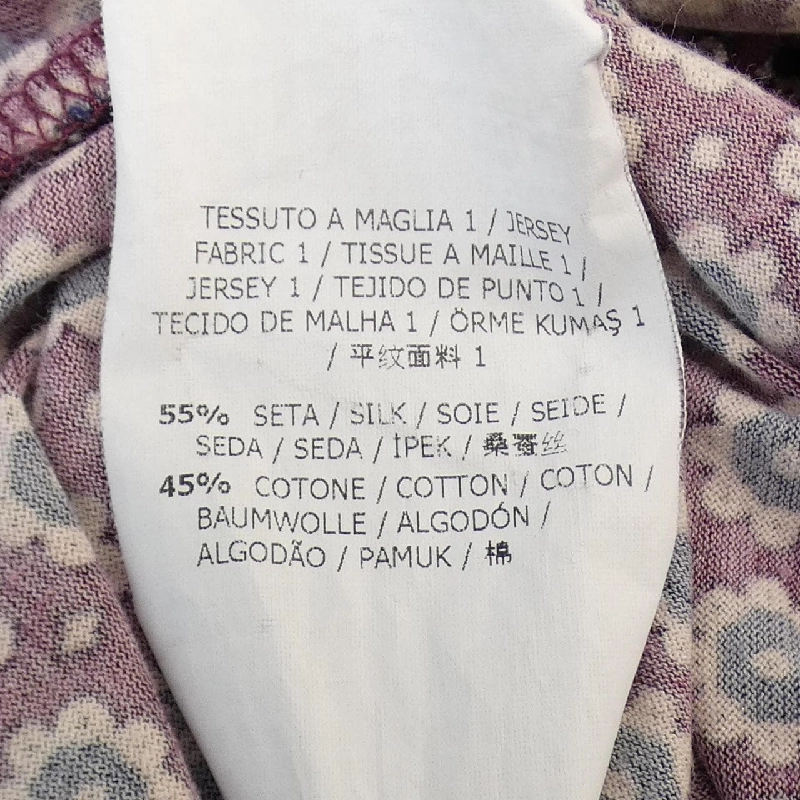 TESSUTO A MAGLIA 1 / JERSEY
FABRIC 1 / TISSUE A MAILLE 1 /
JERSEY 1 / TEJIDO DE PUNTO 1 /
TECIDO DE MALHA 1 / ÖRME KUMAŞ 1
/ 平纹面料 1
55% SETA / SILK / SOIE / SEIDE /
SEDA / SEDA / İPEK / 桑蚕丝
45% COTONE / COTTON / COTON /
BAUMWOLLE / ALGODÓN /
ALGODÃO / PAMUK / 棉